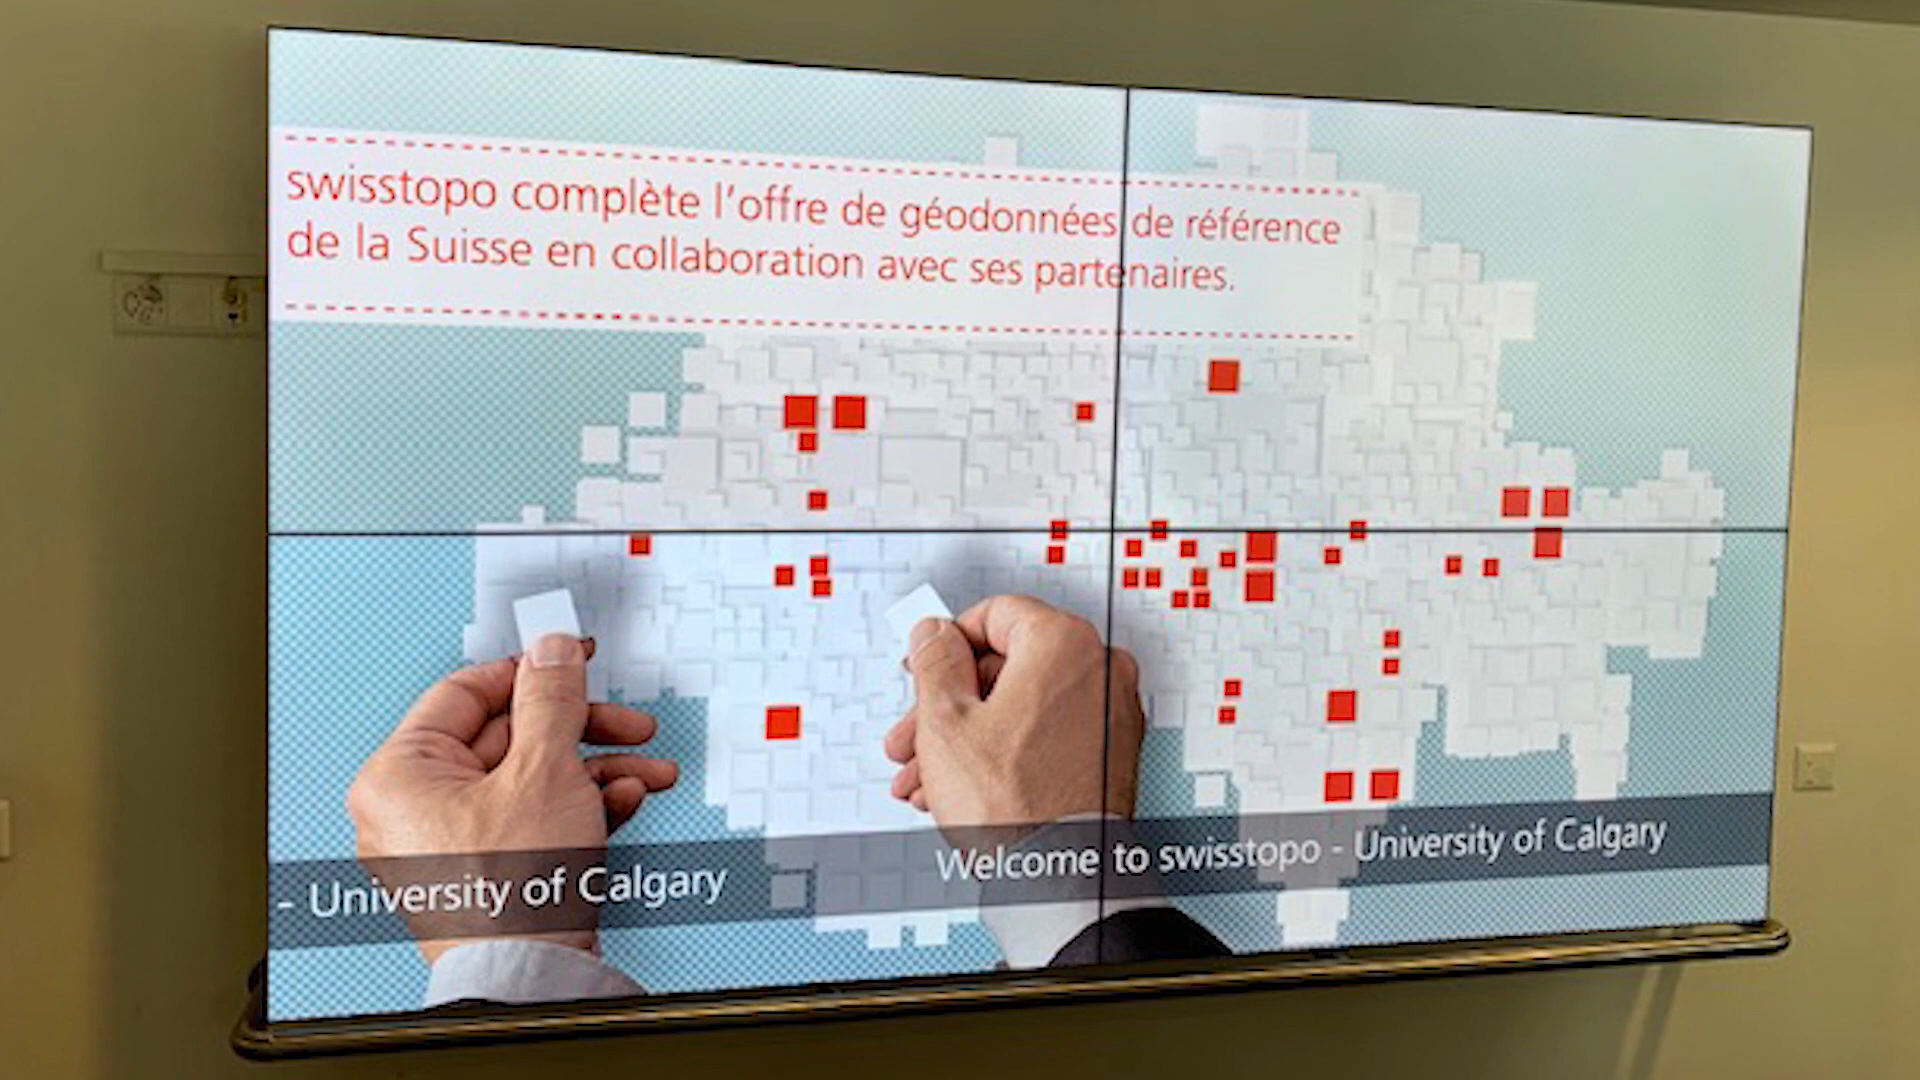 swisstopo complète l'offre de géodonnées de référence
de la Suisse en collaboration avec ses partenaires.
- University of Calgary
Welcome to swisstopo - University of Calgary